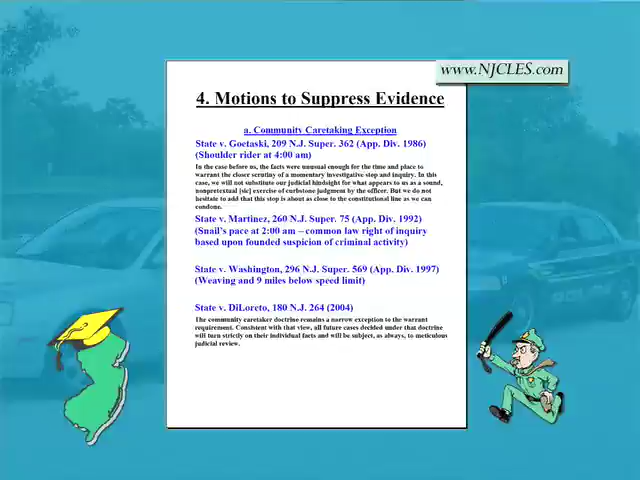 www.NJCLES.com
4. Motions to Suppress Evidence
a. Community Caretaking Exception
State v. Goetaski, 209 N.J. Super. 362 (App. Div. 1986)
(Shoulder rider at 4:00 am)
In the case before us, the facts were unusual enough for the time and place to
warrant the closer scrutiny of a momentary investigative stop and inquiry. In this
case, we will not substitute our judicial hindsight for what appears to us as a sound,
nonpretextual [sic] exercise of curbstone judgment by the officer. But we do not
hesitate to add that this stop is about as close to the constitutional line as we can
condone.
State v. Martinez, 260 N.J. Super. 75 (App. Div. 1992)
(Snail's pace at 2:00 am – common law right of inquiry
based upon founded suspicion of criminal activity)
State v. Washington, 296 N.J. Super. 569 (App. Div. 1997)
(Weaving and 9 miles below speed limit)
State v. DiLoreto, 180 N.J. 264 (2004)
The community caretaker doctrine remains a narrow exception to the warrant
requirement. Consistent with that view, all future cases decided under that doctrine
will turn strictly on their individual facts and will be subject, as always, to meticulous
judicial review.